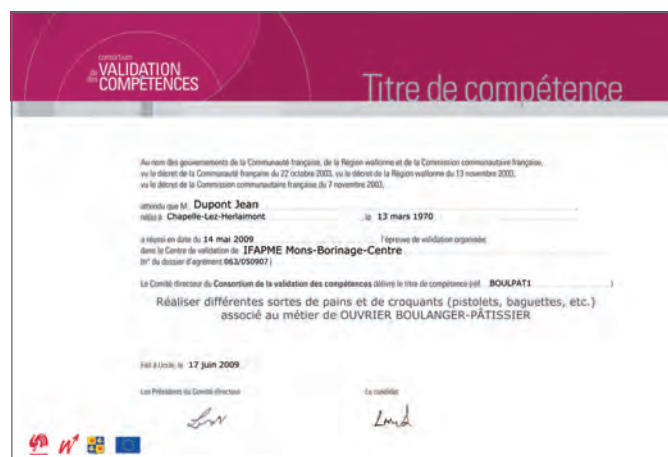 consortium
de VALIDATION
des COMPÉTENCES
Titre de compétence
Au nom des gouvernements de la Communauté française, de la Région wallonne et de la Commission communautaire française,
vu le décret de la Communauté française du 22 octobre 2003, vu le décret de la Région wallonne du 13 novembre 2003,
vu le décret de la Commission communautaire française du 7 novembre 2003,
attendu que M. Dupont Jean
né(e) à Chapelle-Lez-Herlaimont , le 13 mars 1970
a réussi en date du 14 mai 2009 l'épreuve de validation organisée
dans le Centre de validation de IFAPME Mons-Borinage-Centre
(n° du dossier d'agrément 063/050907)
Le Comité directeur du Consortium de la validation des compétences délivre le titre de compétence (réf. BOULPAT1 )
Réaliser différentes sortes de pains et de croquants (pistolets, baguettes, etc.)
associé au métier de OUVRIER BOULANGER-PÂTISSIER
Fait à Uccle, le 17 juin 2009
Les Présidents du Comité directeur Le candidat